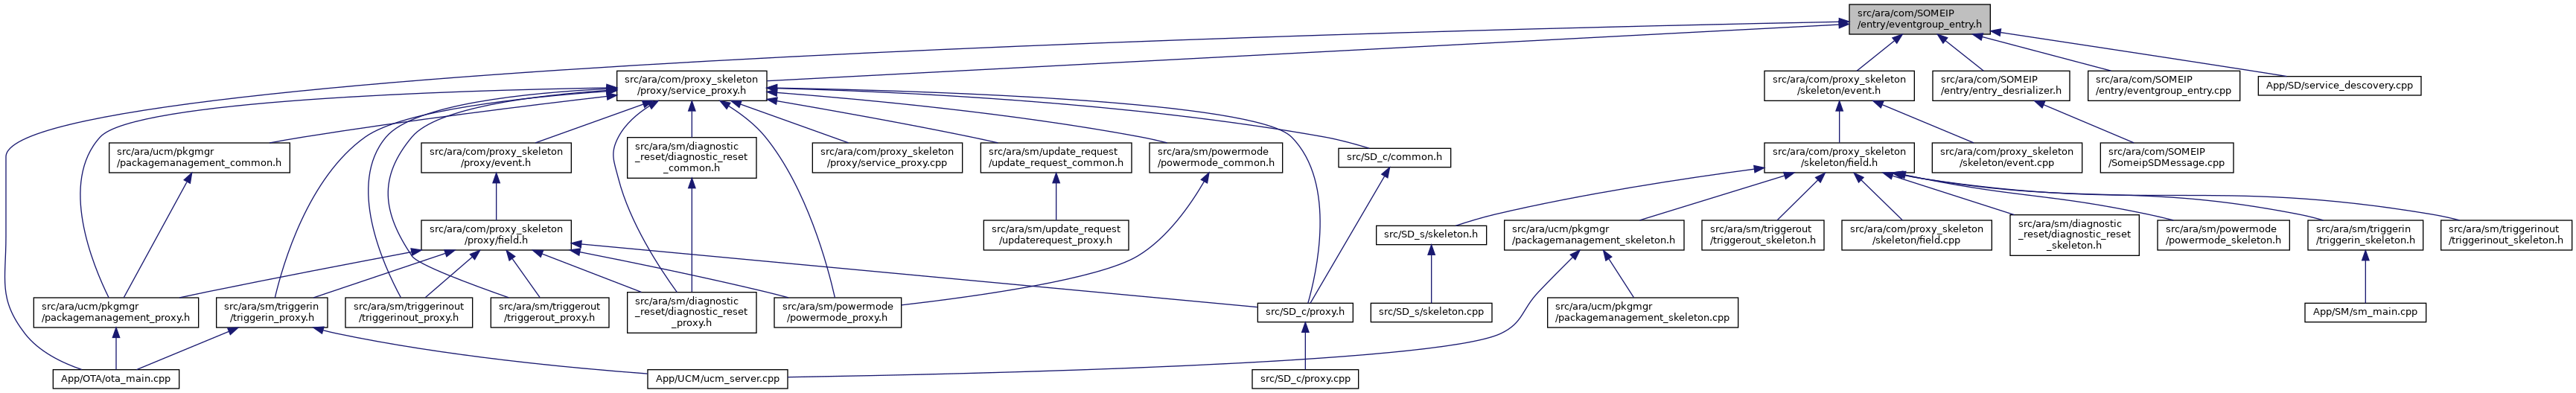 src/ara/com/SOMEIP
/entry/eventgroup_entry.h
src/ara/com/proxy_skeleton
/proxy/service_proxy.h
src/ara/com/proxy_skeleton
/skeleton/event.h
src/ara/com/SOMEIP
/entry/entry_desrializer.h
src/ara/com/SOMEIP
/entry/eventgroup_entry.cpp
App/SD/service_descovery.cpp
src/ara/ucm/pkgmgr
/packagemanagement_common.h
src/ara/com/proxy_skeleton
/proxy/event.h
src/ara/sm/diagnostic
_reset/diagnostic_reset
_common.h
src/ara/com/proxy_skeleton
/proxy/service_proxy.cpp
src/ara/sm/update_request
/update_request_common.h
src/ara/sm/powermode
/powermode_common.h
src/SD_c/common.h
src/ara/com/proxy_skeleton
/skeleton/field.h
src/ara/com/proxy_skeleton
/skeleton/event.cpp
src/ara/com/SOMEIP
/SomeipSDMessage.cpp
src/ara/com/proxy_skeleton
/proxy/field.h
src/ara/sm/update_request
/updaterequest_proxy.h
src/SD_s/skeleton.h
src/ara/ucm/pkgmgr
/packagemanagement_skeleton.h
src/ara/sm/triggerout
/triggerout_skeleton.h
src/ara/com/proxy_skeleton
/skeleton/field.cpp
src/ara/sm/diagnostic
_reset/diagnostic_reset
_skeleton.h
src/ara/sm/powermode
/powermode_skeleton.h
src/ara/sm/triggerin
/triggerin_skeleton.h
src/ara/sm/triggerinout
/triggerinout_skeleton.h
src/ara/ucm/pkgmgr
/packagemanagement_proxy.h
src/ara/sm/triggerin
/triggerin_proxy.h
src/ara/sm/triggerinout
/triggerinout_proxy.h
src/ara/sm/triggerout
/triggerout_proxy.h
src/ara/sm/diagnostic
_reset/diagnostic_reset
_proxy.h
src/ara/sm/powermode
/powermode_proxy.h
src/SD_c/proxy.h
src/SD_s/skeleton.cpp
src/ara/ucm/pkgmgr
/packagemanagement_skeleton.cpp
App/SM/sm_main.cpp
App/OTA/ota_main.cpp
App/UCM/ucm_server.cpp
src/SD_c/proxy.cpp